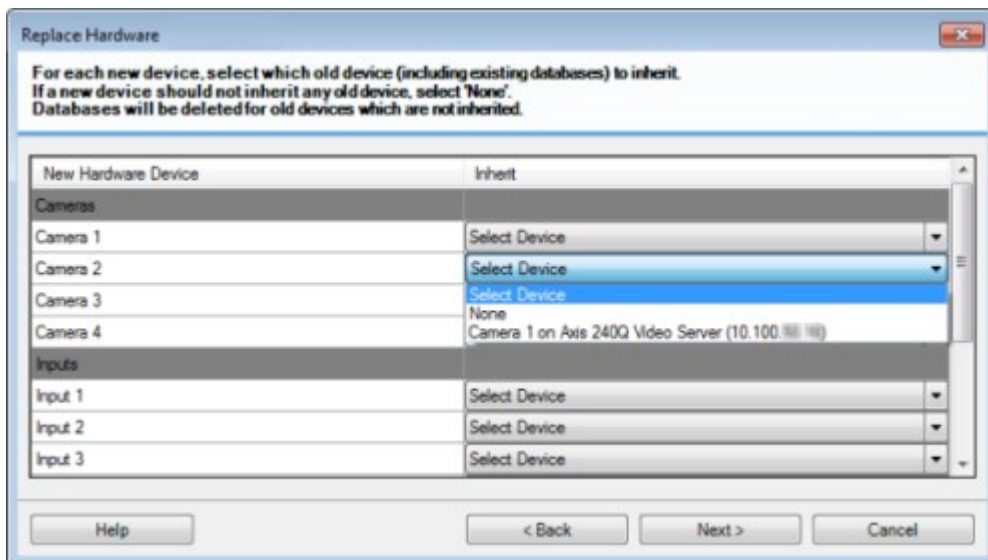 Replace Hardware
For each new device, select which old device (including existing databases) to inherit.
If a new device should not inherit any old device, select 'None'.
Databases will be deleted for old devices which are not inherited.
New Hardware Device Inherit
Cameras
Camera 1 Select Device
Camera 2 Select Device
Select Device
Camera 3
None
Camera 4 Camera 1 on Axis 240Q Video Server (10.100.
Inputs
Input 1 Select Device
Input 2 Select Device
Input 3 Select Device
Help < Back Next > Cancel